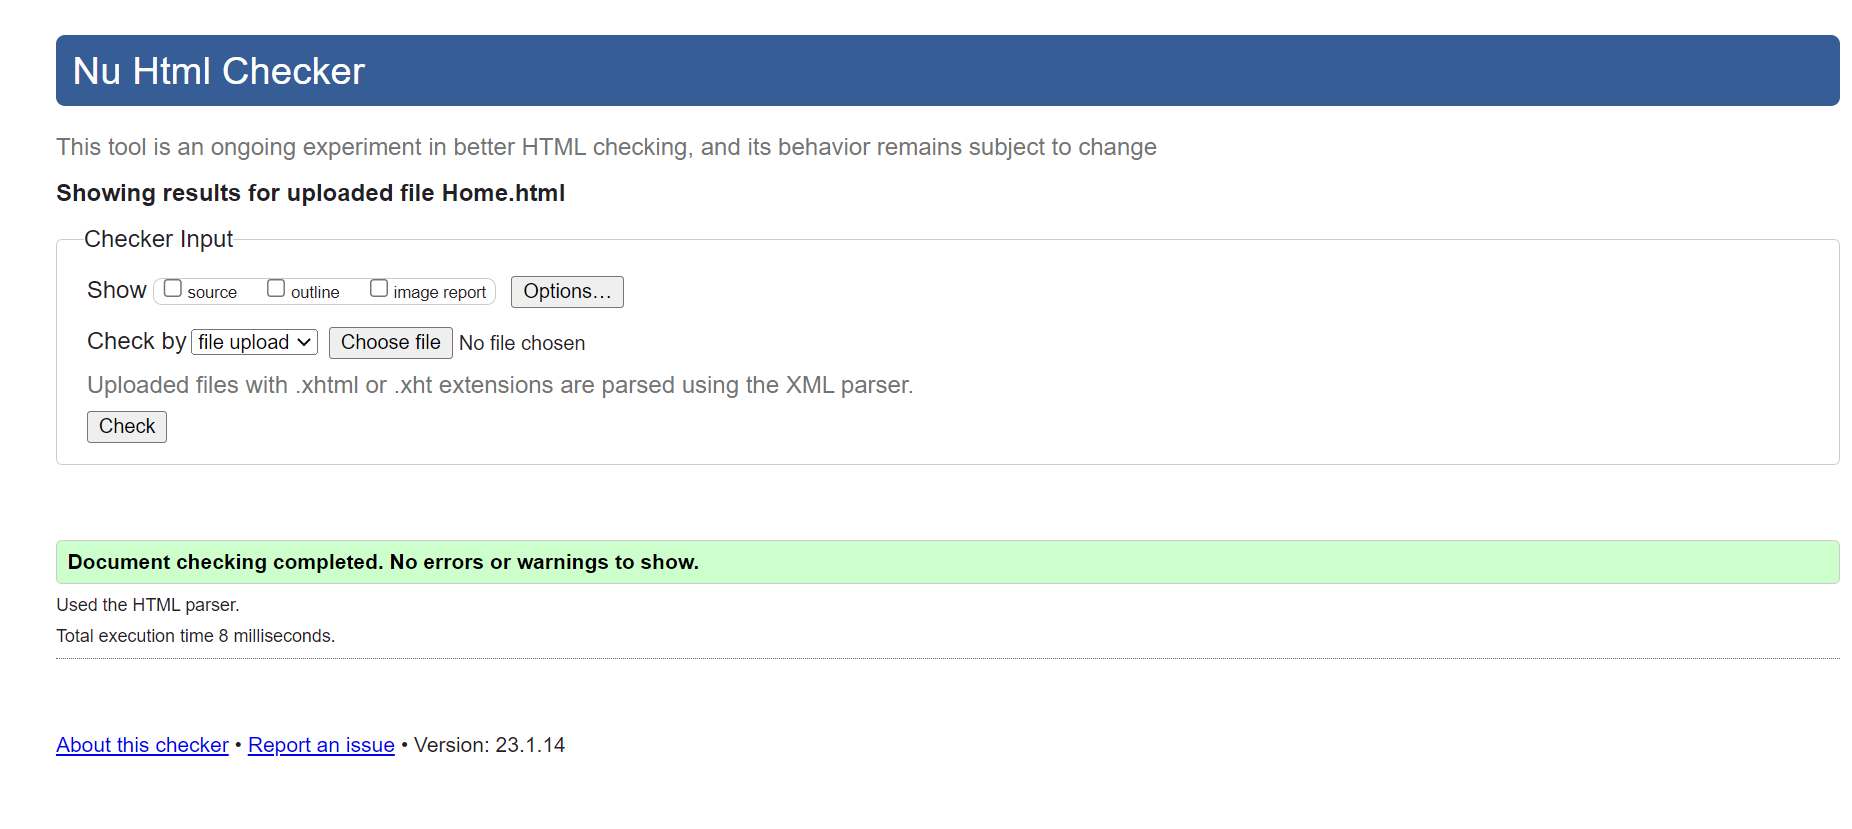 Nu Html Checker
This tool is an ongoing experiment in better HTML checking, and its behavior remains subject to change
Showing results for uploaded file Home.html
Checker Input
Show source outline image report Options...
Check by file upload Choose file No file chosen
Uploaded files with .xhtml or .xht extensions are parsed using the XML parser.
Check
Document checking completed. No errors or warnings to show.
Used the HTML parser.
Total execution time 8 milliseconds.
About this checker • Report an issue • Version: 23.1.14